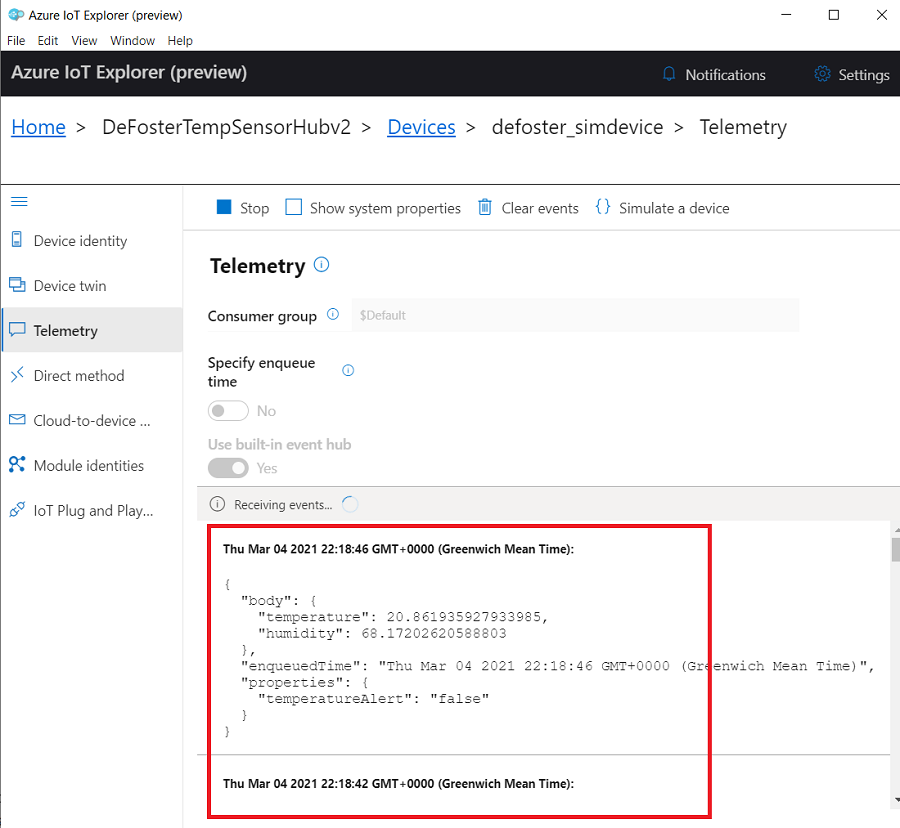 Azure IoT Explorer (preview)
File Edit View Window Help
Azure IoT Explorer (preview)
Notifications
Settings
Home > DeFosterTempSensorHubv2 > Devices > defoster_simdevice > Telemetry
Device identity
Device twin
Telemetry
Direct method
Cloud-to-device ...
Module identities
IoT Plug and Play...
Stop
Show system properties
Clear events
{} Simulate a device
Telemetry
Consumer group
$Default
Specify enqueue
time
No
Use built-in event hub
Yes
Receiving events...
Thu Mar 04 2021 22:18:46 GMT+0000 (Greenwich Mean Time):
{
"body": {
"temperature": 20.861935927933985,
"humidity": 68.17202620588803
},
"enqueuedTime": "Thu Mar 04 2021 22:18:46 GMT+0000 (Greenwich Mean Time)",
"properties": {
"temperatureAlert": "false"
}
}
Thu Mar 04 2021 22:18:42 GMT+0000 (Greenwich Mean Time):